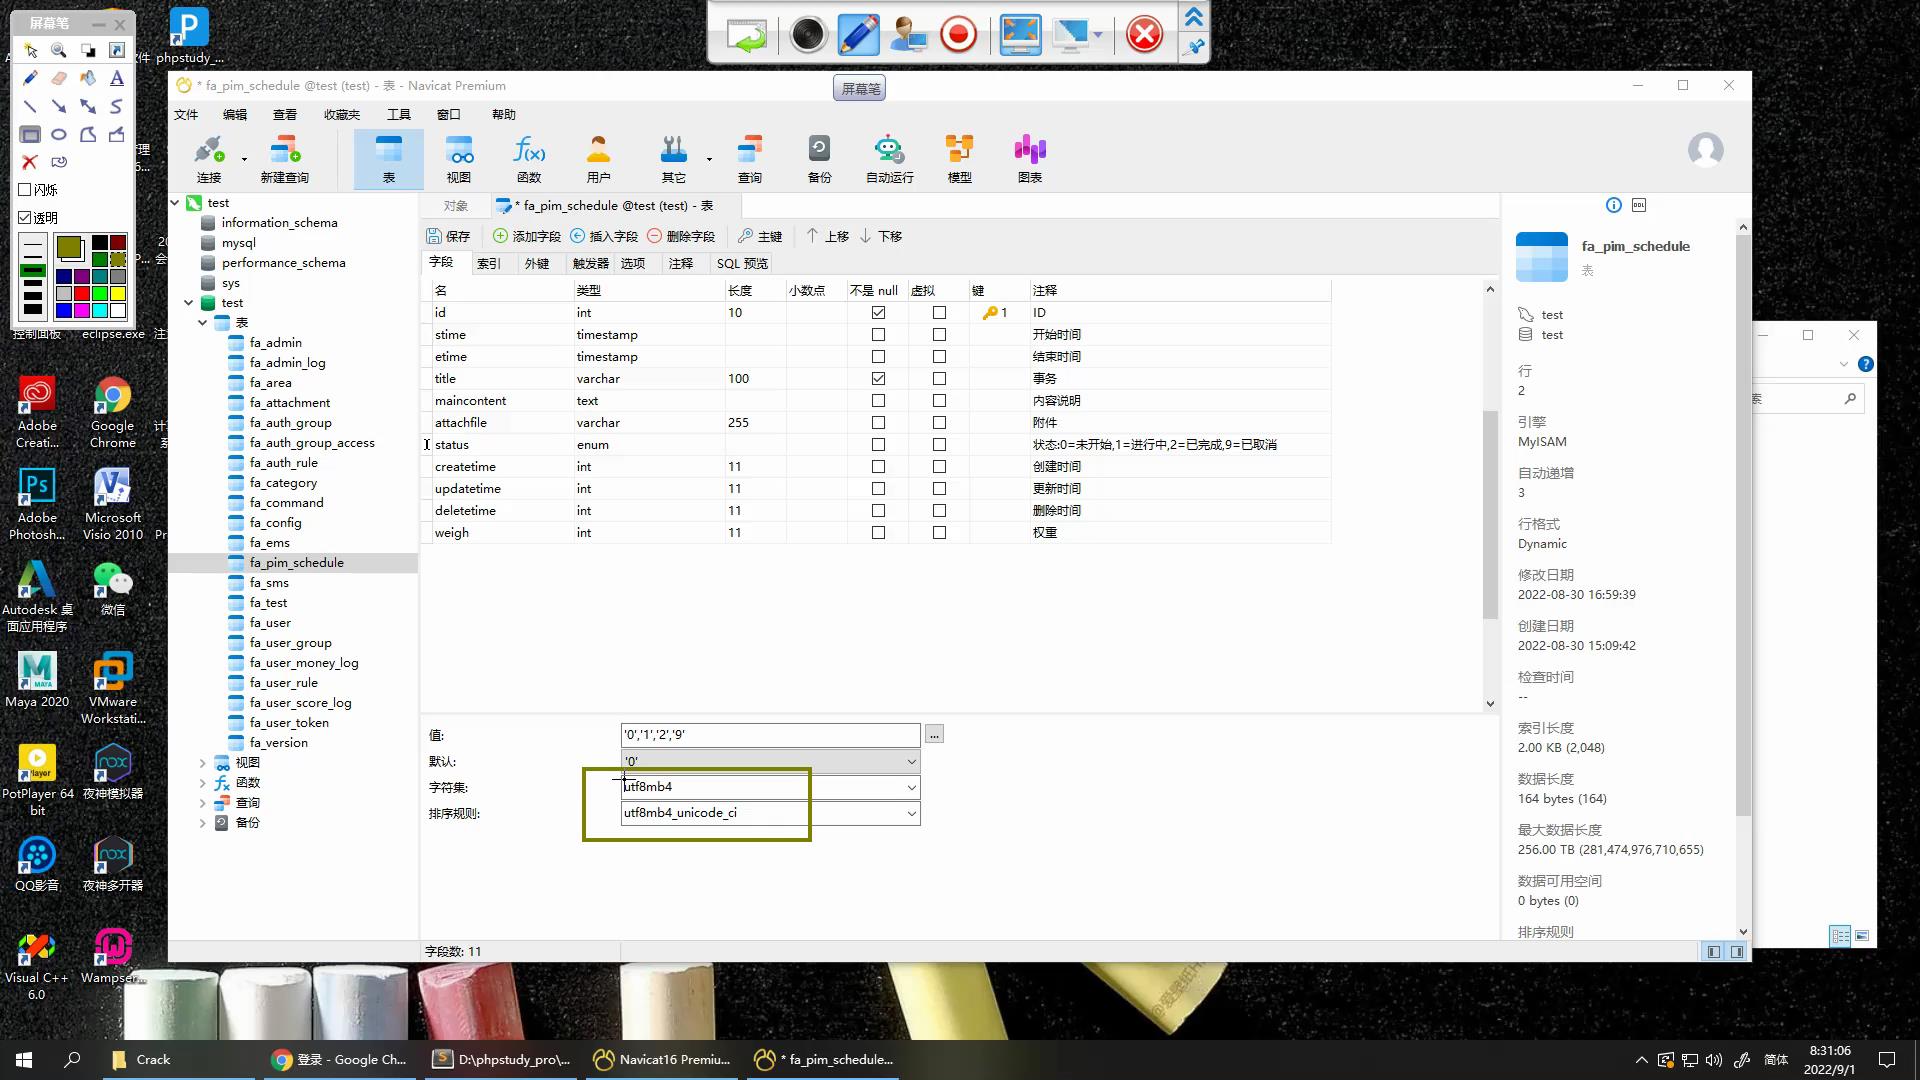 屏幕笔
闪烁
透明
phpstudy_...
控制面板
eclipse.exe
Adobe Creati...
Google Chrome
Adobe Photosh...
Microsoft Visio 2010
Autodesk 桌面应用程序
微信
Maya 2020
VMware Workstati...
PotPlayer 64 bit
夜神模拟器
QQ影音
夜神多开器
Visual C++ 6.0
Wampser...
* fa_pim_schedule @test (test) - 表 - Navicat Premium
屏幕笔
文件 编辑 查看 收藏夹 工具 窗口 帮助
连接 新建查询 表 视图 函数 用户 其它 查询 备份 自动运行 模型 图表
test
information_schema
mysql
performance_schema
sys
test
表
fa_admin
fa_admin_log
fa_area
fa_attachment
fa_auth_group
fa_auth_group_access
fa_auth_rule
fa_category
fa_command
fa_config
fa_ems
fa_pim_schedule
fa_sms
fa_test
fa_user
fa_user_group
fa_user_money_log
fa_user_rule
fa_user_score_log
fa_user_token
fa_version
视图
函数
查询
备份
对象 * fa_pim_schedule @test (test) - 表
保存 添加字段 插入字段 删除字段 主键 上移 下移
字段 索引 外键 触发器 选项 注释 SQL 预览
名 类型 长度 小数点 不是 null 虚拟 键 注释
id int 10 1 ID
stime timestamp 开始时间
etime timestamp 结束时间
title varchar 100 事务
maincontent text 内容说明
attachfile varchar 255 附件
status enum 状态:0=未开始,1=进行中,2=已完成,9=已取消
createtime int 11 创建时间
updatetime int 11 更新时间
deletetime int 11 删除时间
weigh int 11 权重
值: '0','1','2','9' ...
默认: '0'
字符集: utf8mb4
排序规则: utf8mb4_unicode_ci
字段数: 11
DDL
fa_pim_schedule
表
test
test
行
2
引擎
MyISAM
自动递增
3
行格式
Dynamic
修改日期
2022-08-30 16:59:39
创建日期
2022-08-30 15:09:42
检查时间
--
索引长度
2.00 KB (2,048)
数据长度
164 bytes (164)
最大数据长度
256.00 TB (281,474,976,710,655)
数据可用空间
0 bytes (0)
排序规则
Crack
登录 - Google Ch...
D:\phpstudy_pro\...
Navicat16 Premiu...
* fa_pim_schedule...
简体
8:31:06
2022/9/1